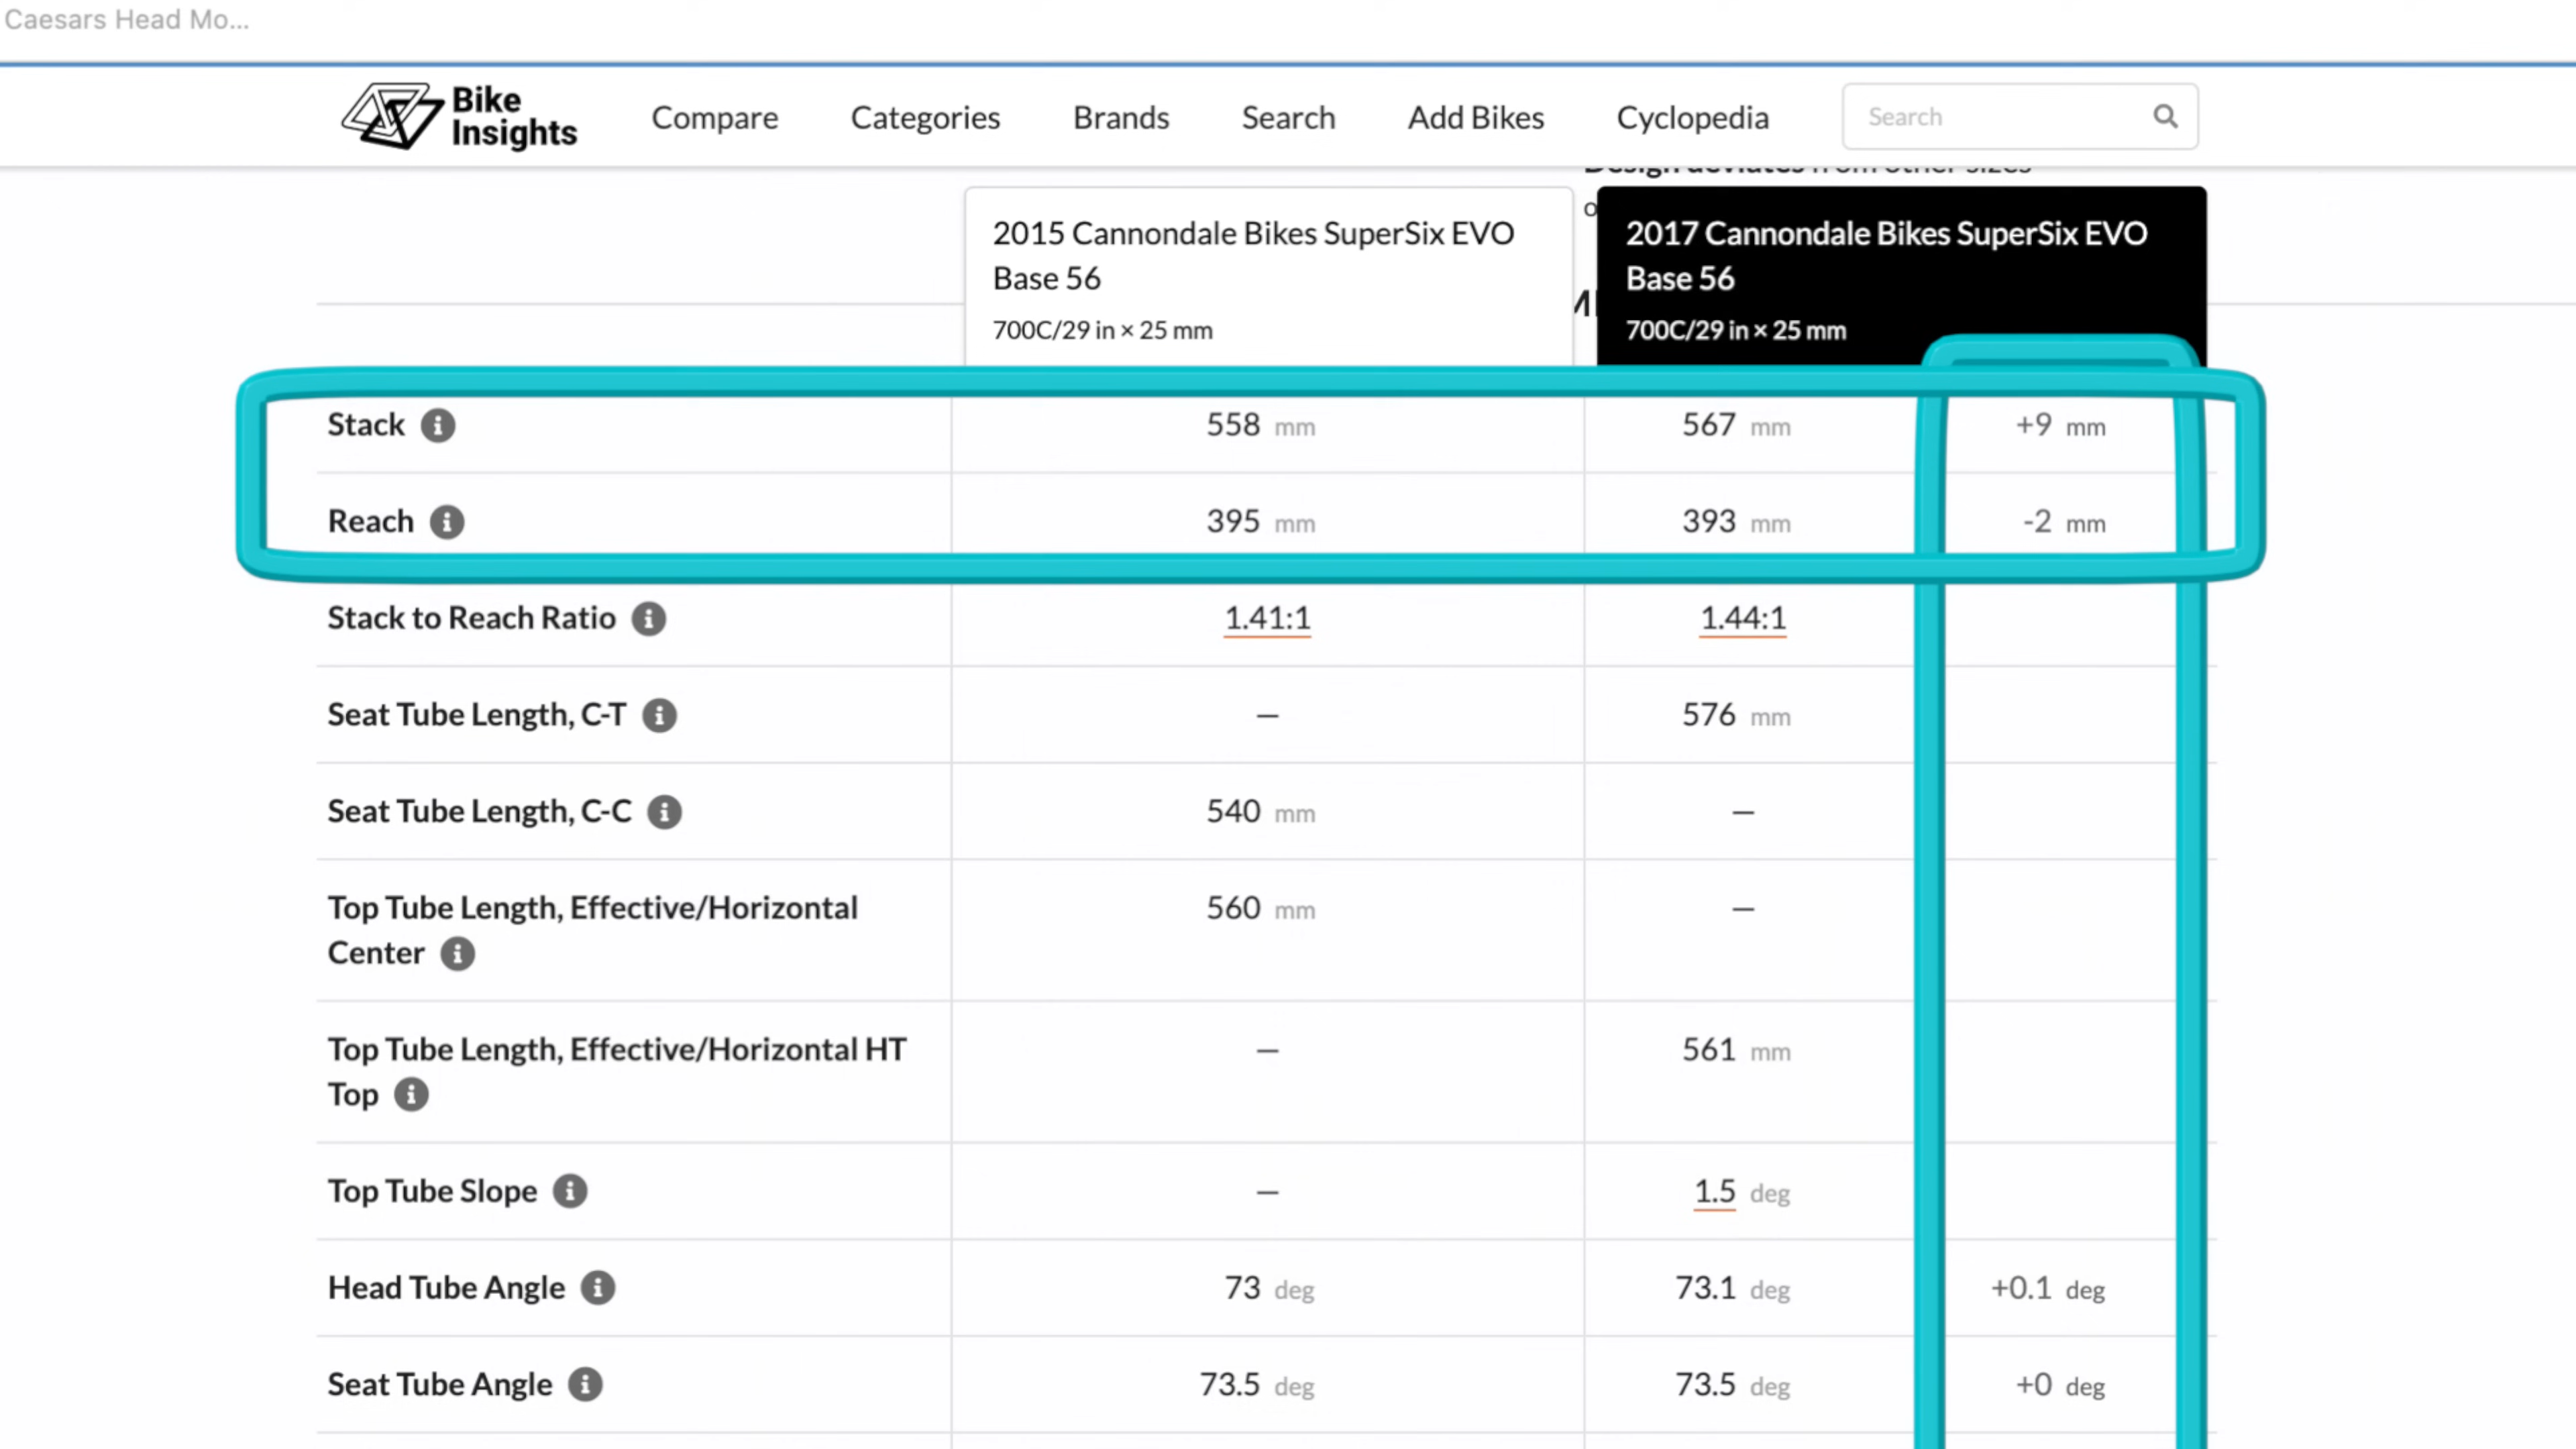 Caesars Head Mo...
Bike
Insights
Compare
Categories
Brands
Search
Add Bikes
Cyclopedia
Search
Design deviates from other sizes
2015 Cannondale Bikes SuperSix EVO
Base 56
700C/29 in × 25 mm
2017 Cannondale Bikes SuperSix EVO
Base 56
700C/29 in × 25 mm
Stack 558 mm 567 mm +9 mm
Reach 395 mm 393 mm -2 mm
Stack to Reach Ratio 1.41:1 1.44:1
Seat Tube Length, C-T — 576 mm
Seat Tube Length, C-C 540 mm —
Top Tube Length, Effective/Horizontal 560 mm —
Center
Top Tube Length, Effective/Horizontal HT — 561 mm
Top
Top Tube Slope — 1.5 deg
Head Tube Angle 73 deg 73.1 deg +0.1 deg
Seat Tube Angle 73.5 deg 73.5 deg +0 deg